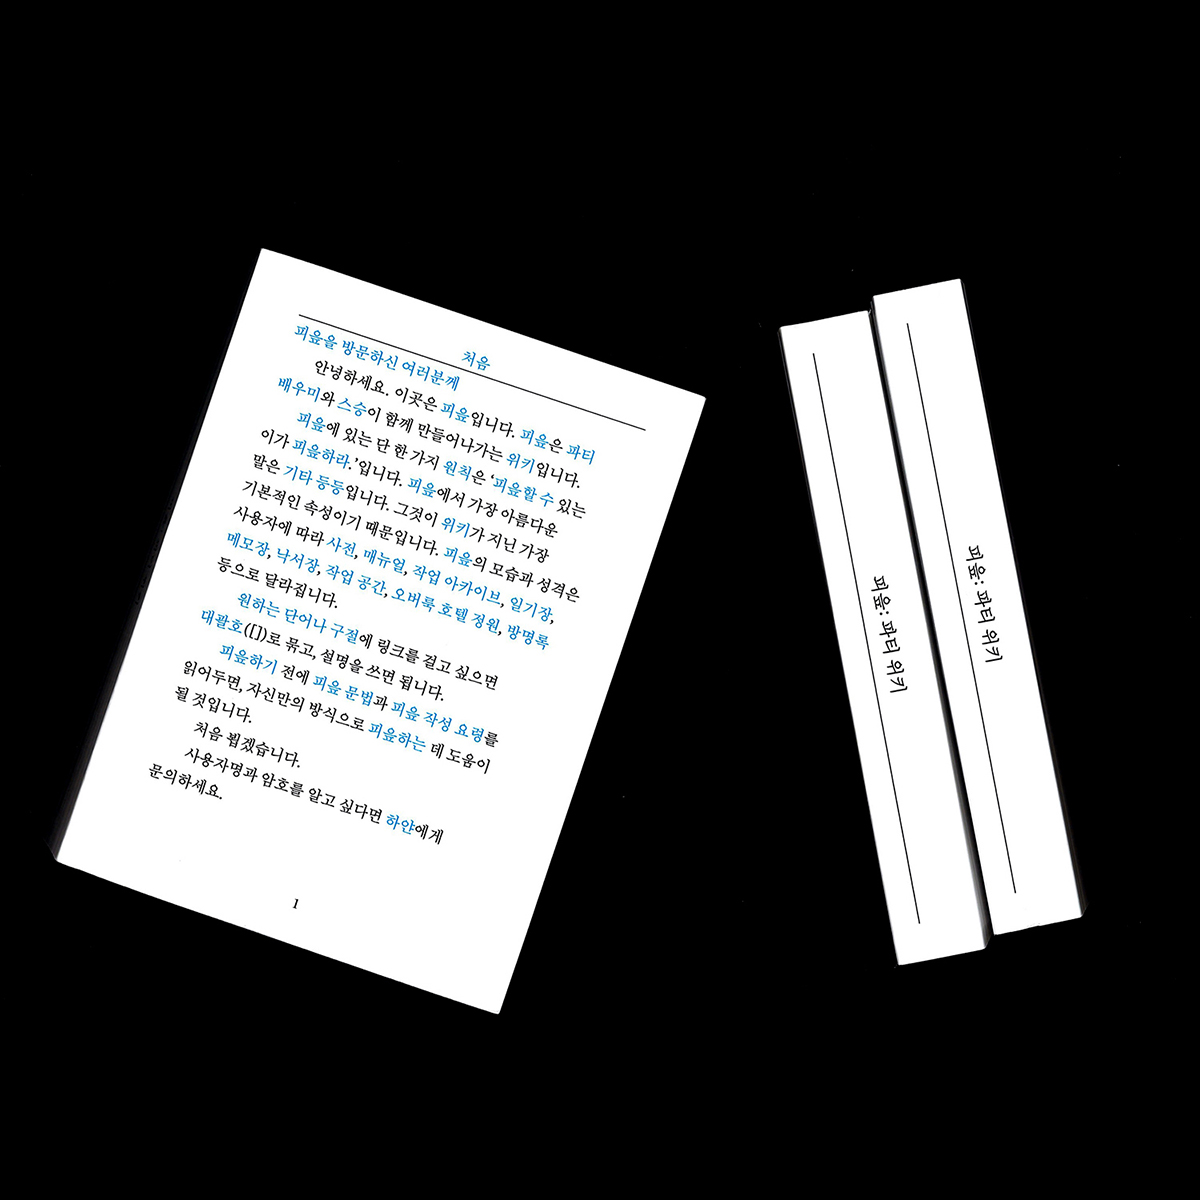 처음
피읖을 방문하신 여러분께
안녕하세요. 이곳은 피읖입니다. 피읖은 파티
배우미와 스승이 함께 만들어나가는 위키입니다.
피읖에 있는 단 한 가지 원칙은 ‘피읖할 수 있는
이가 피읖하라.’입니다. 피읖에서 가장 아름다운
말은 기타 등등입니다. 그것이 위키가 지닌 가장
기본적인 속성이기 때문입니다. 피읖의 모습과 성격은
사용자에 따라 사전, 매뉴얼, 작업 아카이브, 일기장,
메모장, 낙서장, 작업 공간, 오버룩 호텔 정원, 방명록
등으로 달라집니다.
원하는 단어나 구절에 링크를 걸고 싶으면
대괄호([])로 묶고, 설명을 쓰면 됩니다.
피읖하기 전에 피읖 문법과 피읖 작성 요령를
읽어두면, 자신만의 방식으로 피읖하는 데 도움이
될 것입니다.
처음 뵙겠습니다.
사용자명과 암호를 알고 싶다면 하얀에게
문의하세요.
1
피읖: 파티 위키
피읖: 파티 위키